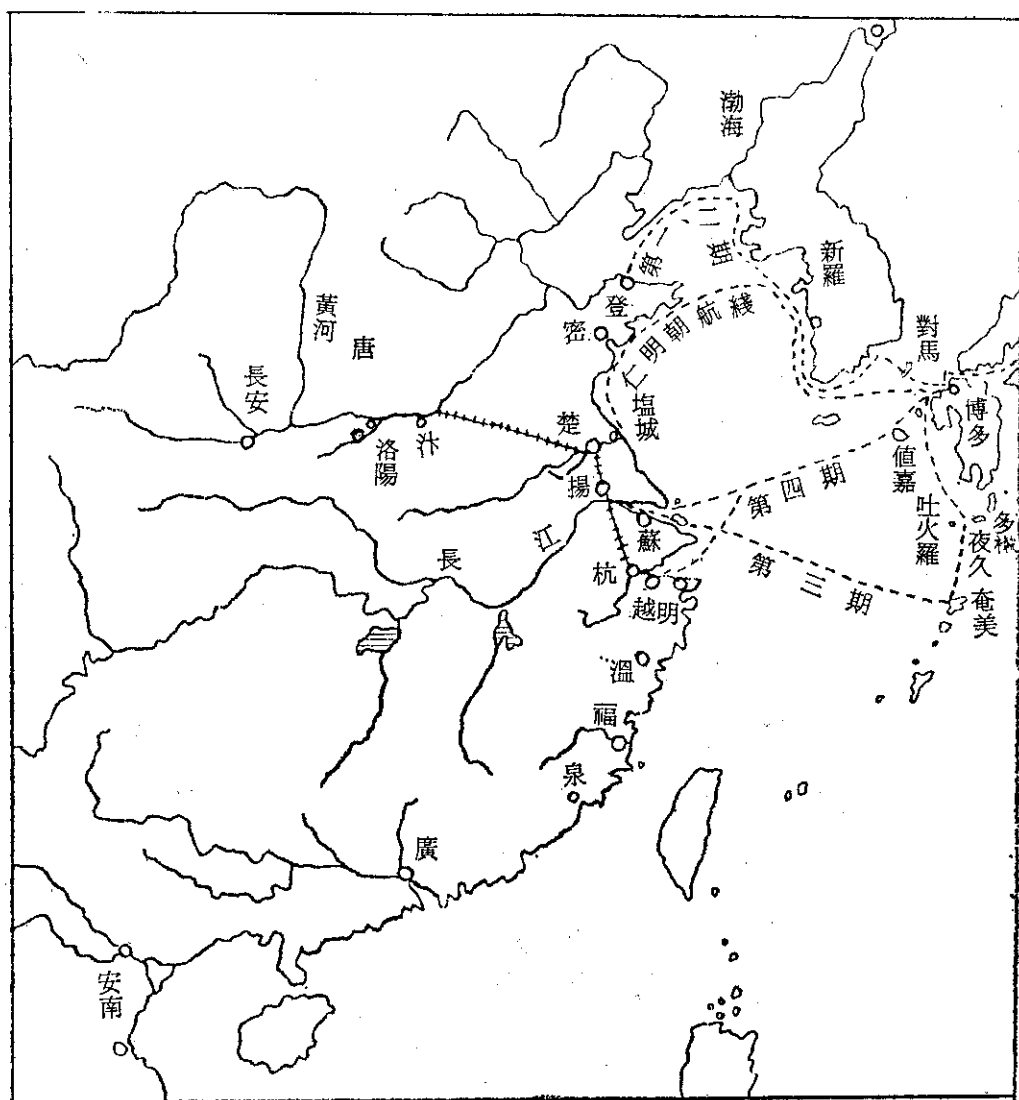 渤海
新羅
對馬
博多
値嘉
吐火羅
夜久
奄美
第一二期
仁明朝航綫
第四期
第三期
黃河
唐
長安
洛陽
汴
登
密
塩城
楚
揚
蘇
長江
杭
越
明
溫
福
泉
廣
安南